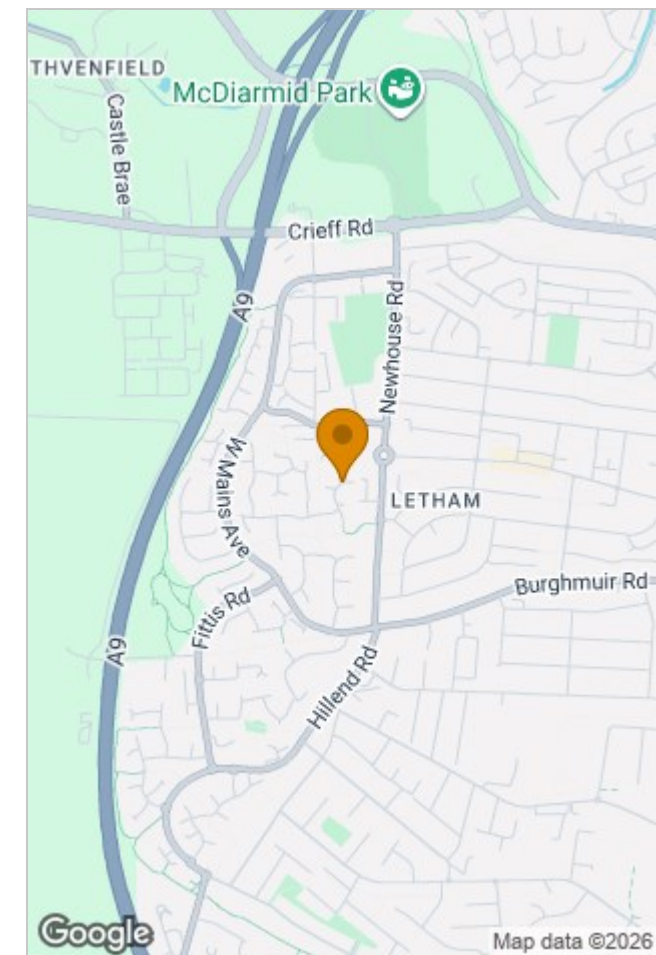 THVENFIELD
McDiarmid Park
Castle Brae
Crieff Rd
A9
Newhouse Rd
W Mains Ave
LETHAM
Burghmuir Rd
Fittis Rd
A9
Hillend Rd
Google
Map data ©2026